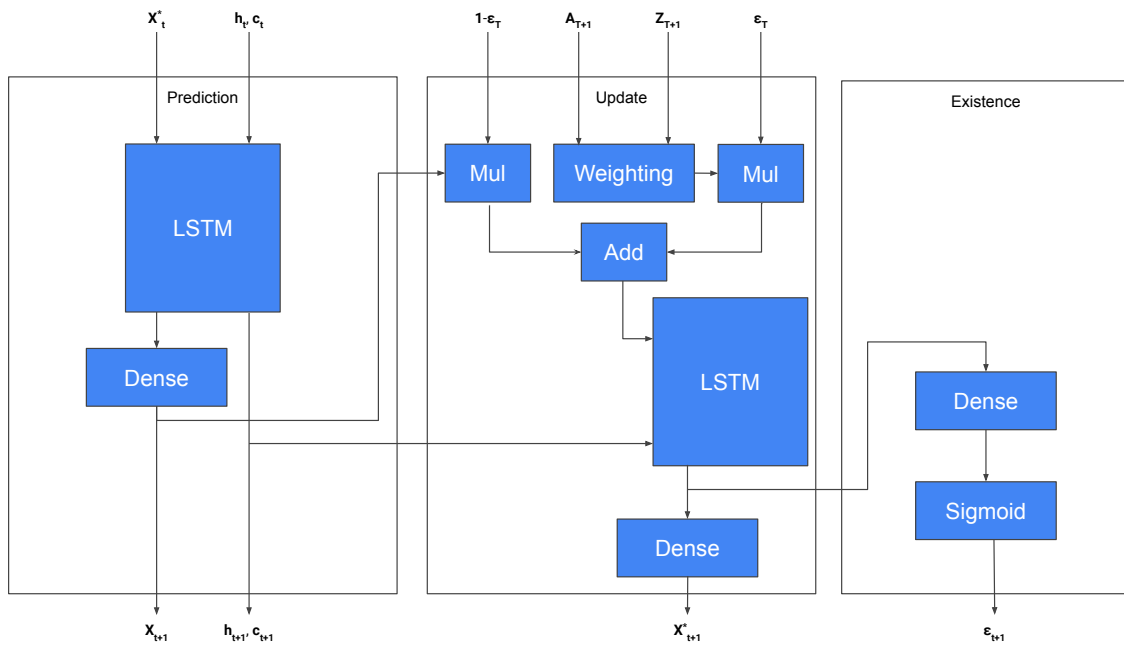 X*t ht, ct 1-εT AT+1 ZT+1 εT
Prediction Update Existence
Mul Weighting Mul
LSTM
Add
Dense LSTM Dense
Sigmoid
Dense
Xt+1 ht+1, ct+1 X*t+1 εt+1